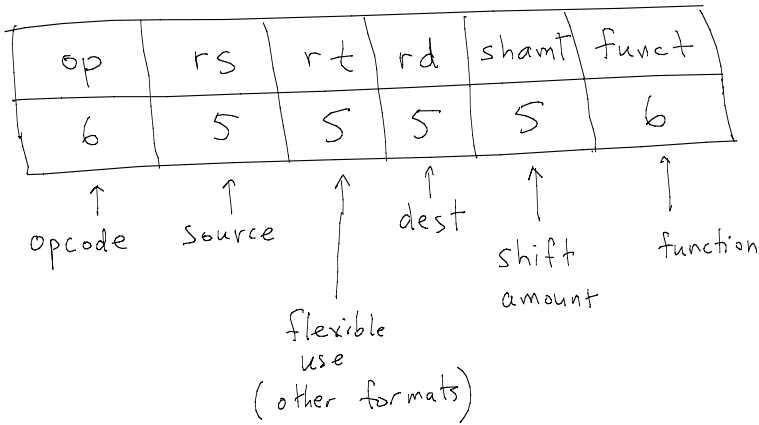 op rs rt rd shamt funct
6 5 5 5 5 6
opcode source dest shift amount function
flexible
use
(other formats)